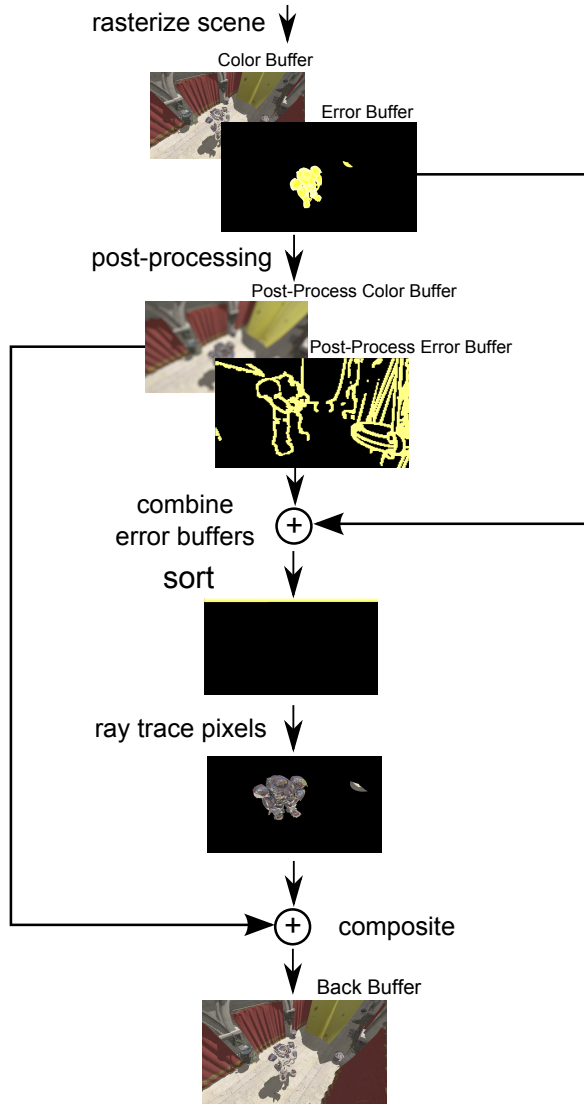 rasterize scene
Color Buffer
Error Buffer
post-processing
Post-Process Color Buffer
Post-Process Error Buffer
combine
error buffers
+
sort
ray trace pixels
+
composite
Back Buffer